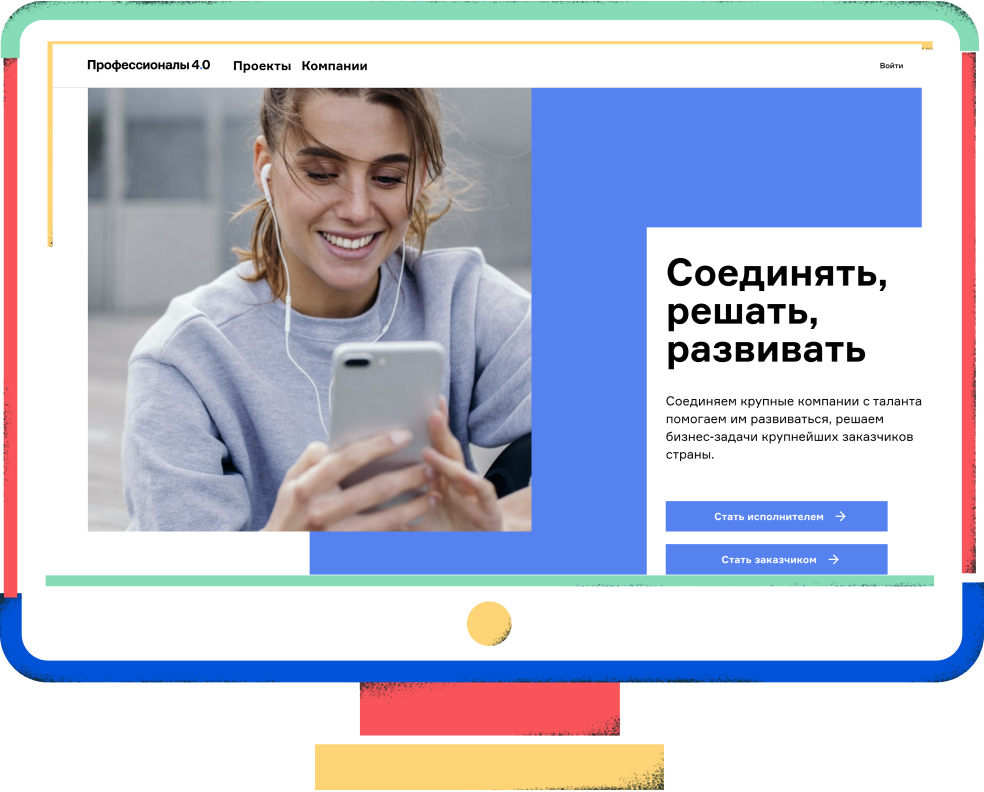 Профессионалы 4.0
Проекты Компании
Войти
Соединять,
решать,
развивать
Соединяем крупные компании с таланта
помогаем им развиваться, решаем
бизнес-задачи крупнейших заказчиков
страны.
Стать исполнителем
Стать заказчиком